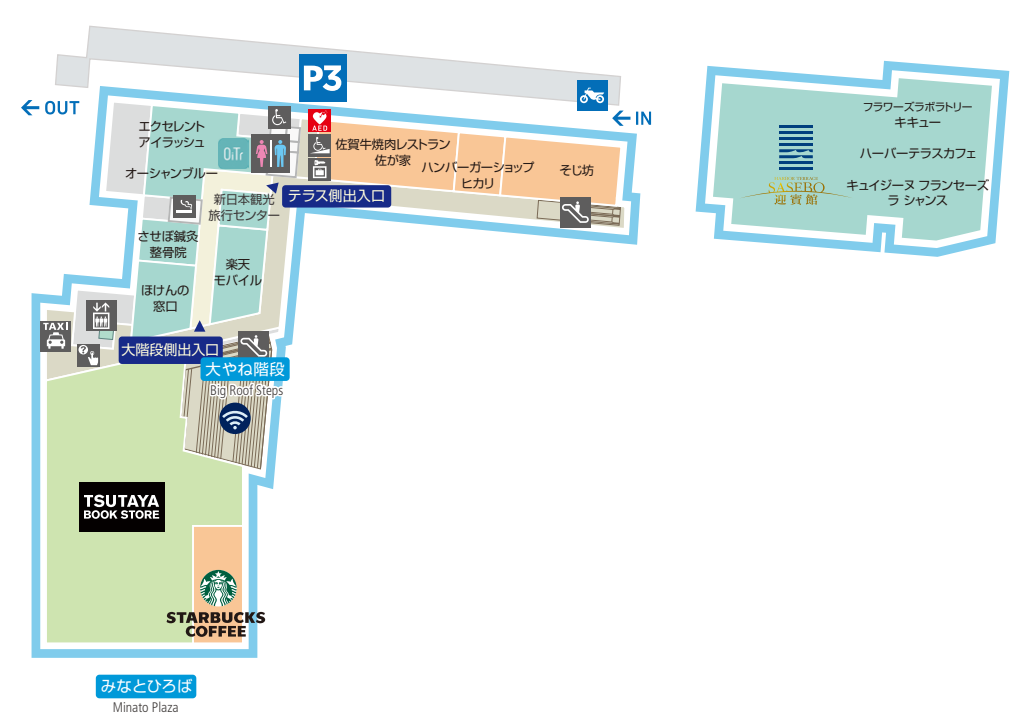 P3
OUT
IN
AED
エクセレント
アイラッシュ
OiTr
オーシャンブルー
佐賀牛焼肉レストラン
佐が家
ハンバーガーショップ
ヒカリ
そじ坊
テラス側出入口
新日本観光
旅行センター
させぼ鍼灸
整骨院
楽天
モバイル
ほけんの
窓口
TAXI
?
大階段側出入口
大やね階段
Big Roof Steps
TSUTAYA
BOOK STORE
STARBUCKS
COFFEE
みなとひろば
Minato Plaza
フラワーズラボラトリー
キキュー
ハーバーテラスカフェ
SASEBO
迎賓館
キュイジーヌ フランセーズ
ラ シャンス